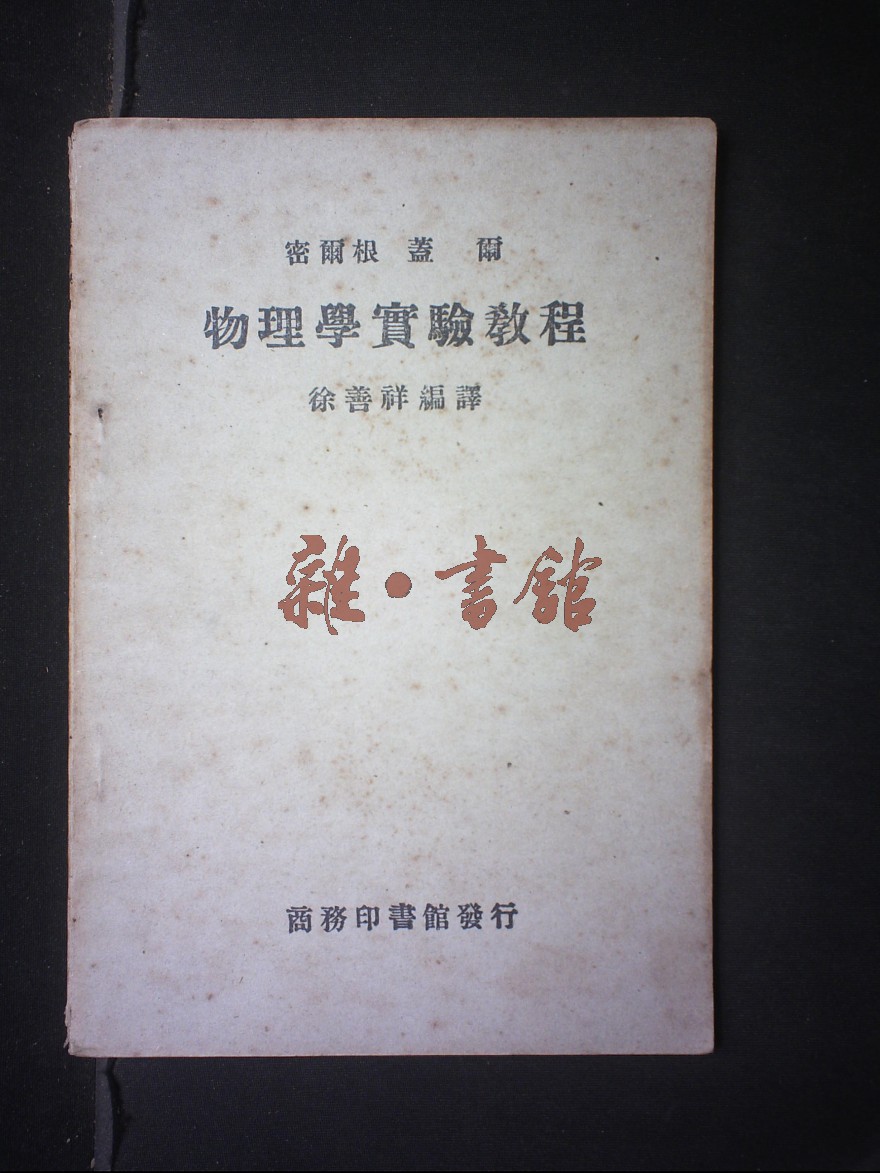 密爾根 蓋 爾
物理學實驗教程
徐善祥編譯
雜·書館
商務印書館發行